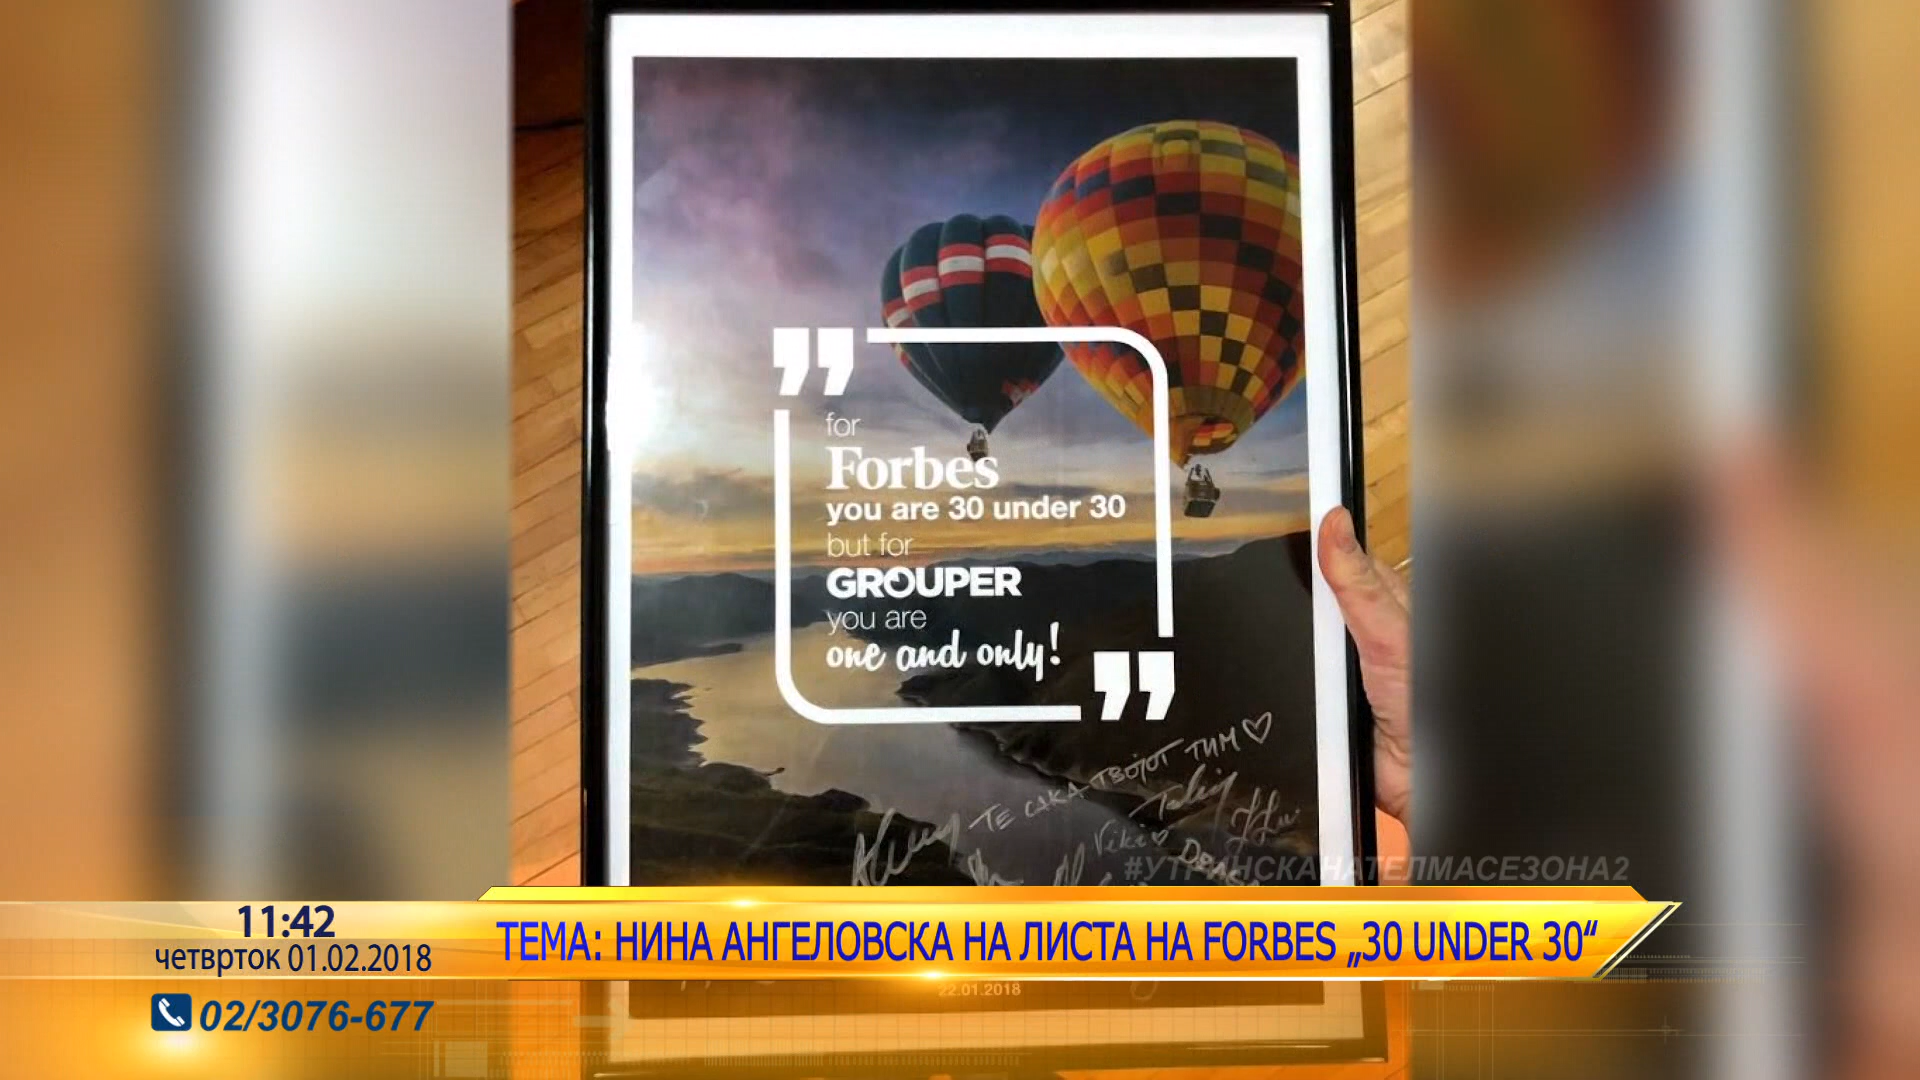 for
Forbes
you are 30 under 30
but for
GROUPER
you are
one and only!
ТЕ САКА ТВОЈОТ ТИМ
Viki
#УТРИНСКАНАТЕЛМАСЕЗОНА2
11:42
четврток 01.02.2018
ТЕМА: НИНА АНГЕЛОВСКА НА ЛИСТА НА FORBES „30 UNDER 30“
02/3076-677
22.01.2018